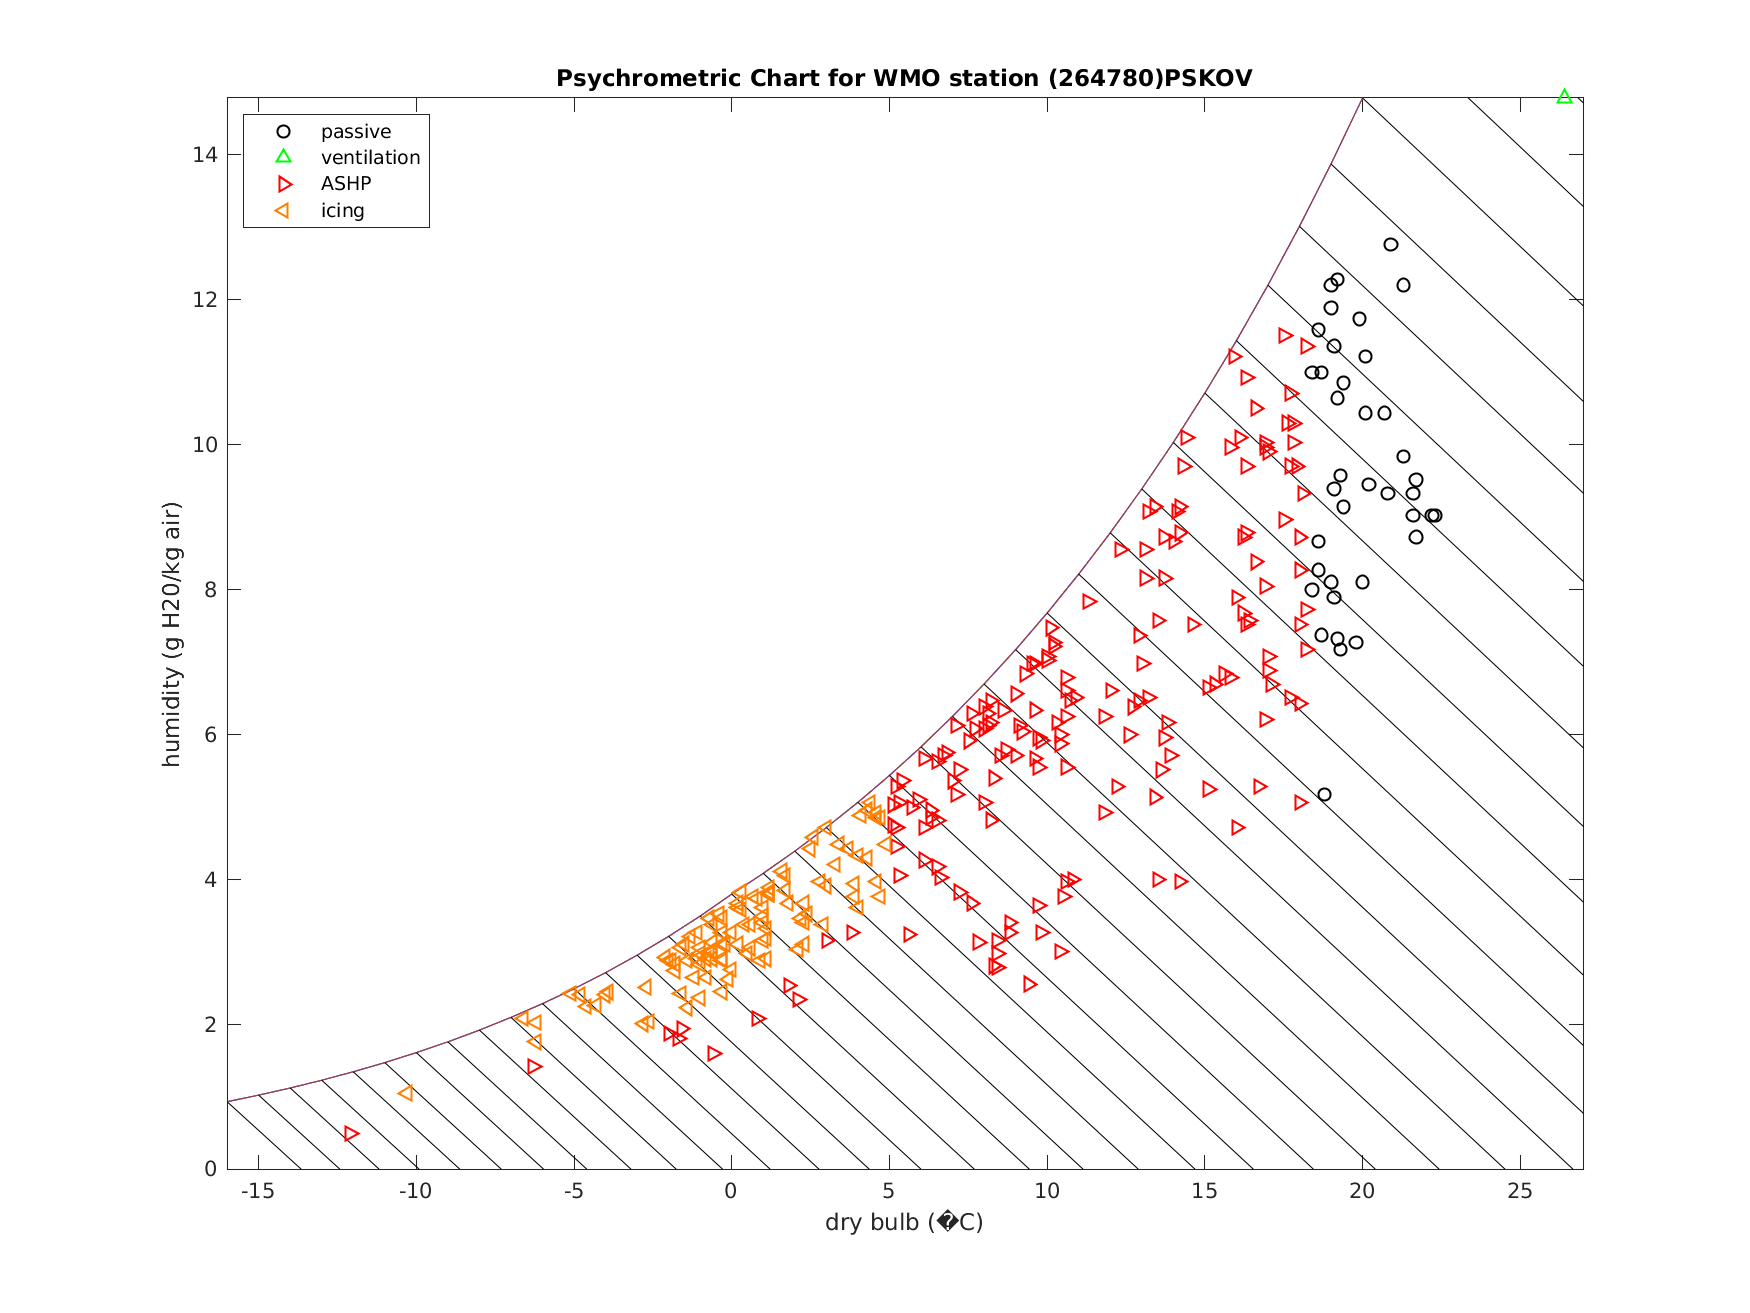 Psychrometric Chart for WMO station (264780)PSKOV
passive
ventilation
ASHP
icing
humidity (g H20/kg air)
14
12
10
8
6
4
2
0
-15 -10 -5 0 5 10 15 20 25
dry bulb (�C)